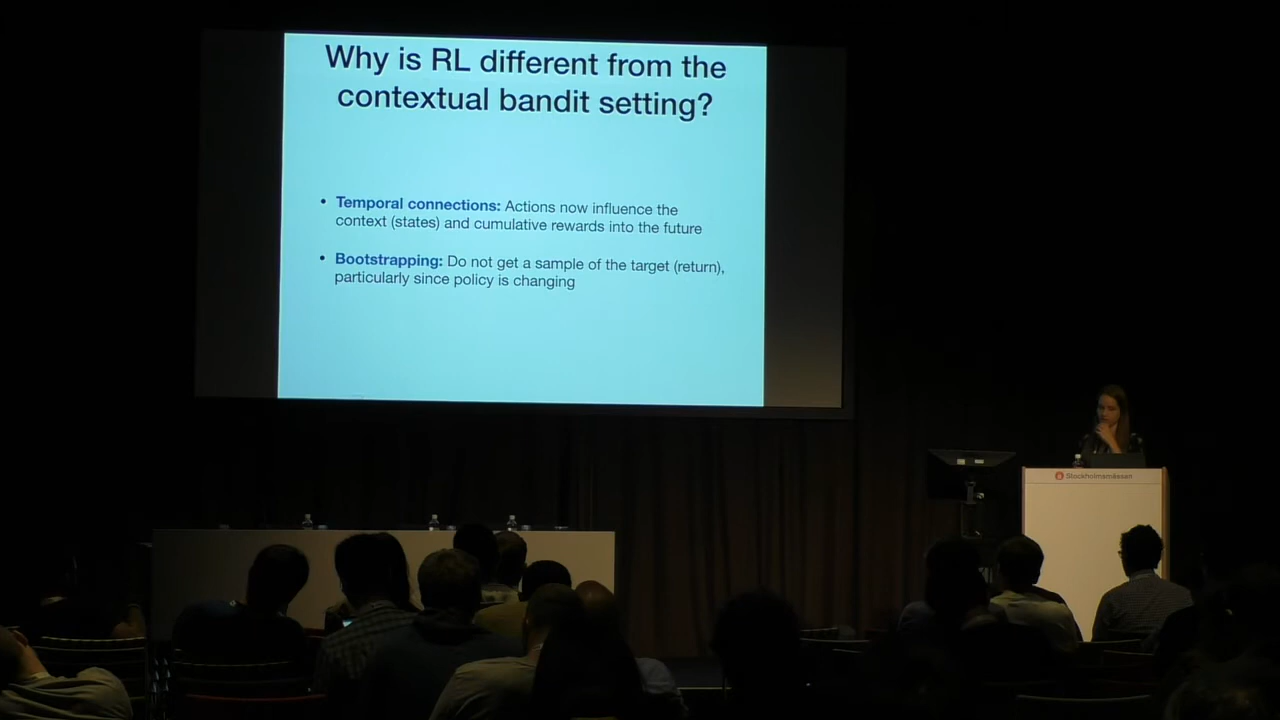 Why is RL different from the
contextual bandit setting?
• Temporal connections: Actions now influence the
context (states) and cumulative rewards into the future
• Bootstrapping: Do not get a sample of the target (return),
particularly since policy is changing
Stockholmsmässan